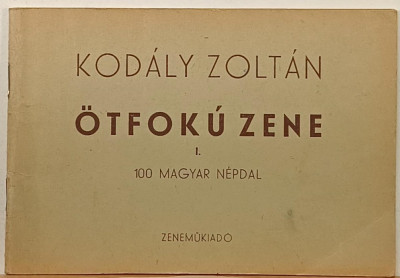 KODÁLY ZOLTÁN
ÖTFOKÚ ZENE
I.
100 MAGYAR NÉPDAL
ZENEMŰKIADÓ